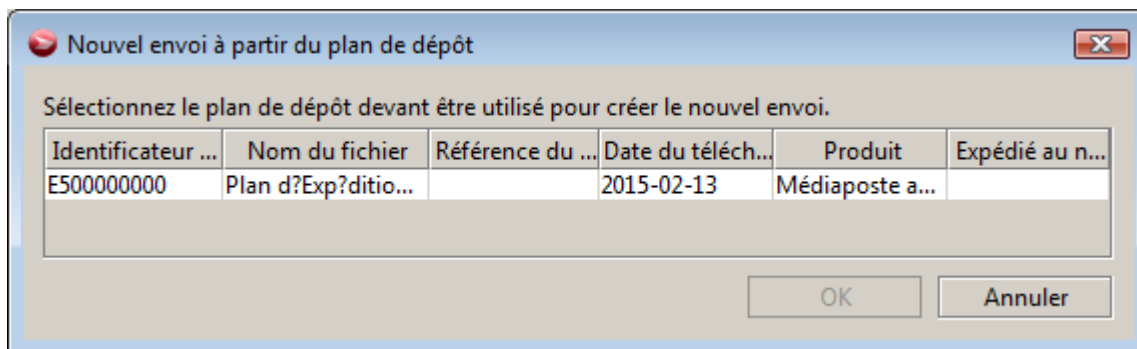 Nouvel envoi à partir du plan de dépôt
Sélectionnez le plan de dépôt devant être utilisé pour créer le nouvel envoi.
Identificateur ... Nom du fichier Référence du ... Date du téléch... Produit Expédié au n...
E500000000 Plan d?Exp?ditio... 2015-02-13 Médiaposte a...
OK Annuler